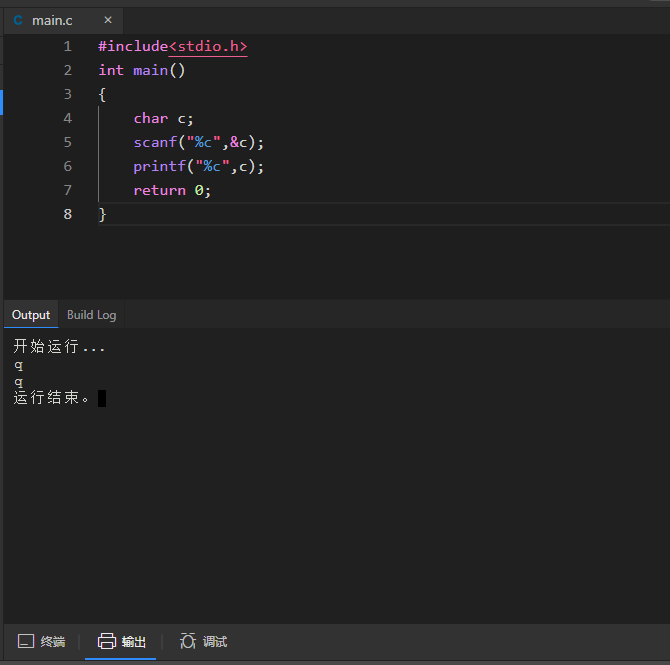 C main.c ×
1 #include<stdio.h>
2 int main()
3 {
4 char c;
5 scanf("%c",&c);
6 printf("%c",c);
7 return 0;
8 }
Output Build Log
开始运行...
q
q
运行结束。
终端 输出 调试